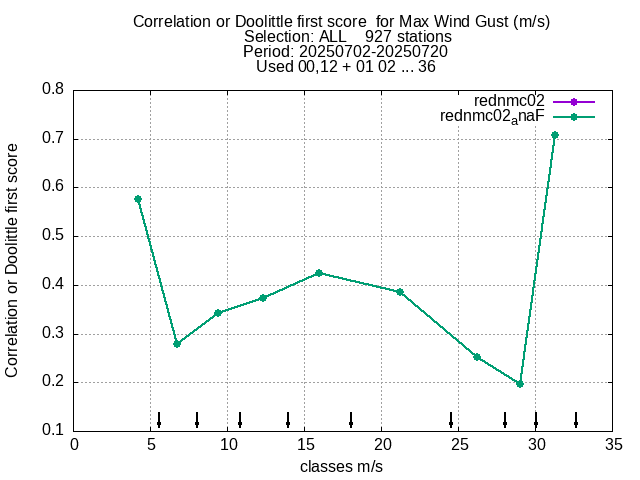 Correlation or Doolittle first score  for Max Wind Gust (m/s)
Selection: ALL    927 stations
Period: 20250702-20250720
Used 00,12 + 01 02 ... 36
rednmc02
rednmc02anaF
Correlation or Doolittle first score
0.8
0.7
0.6
0.5
0.4
0.3
0.2
0.1
0 5 10 15 20 25 30 35
classes m/s